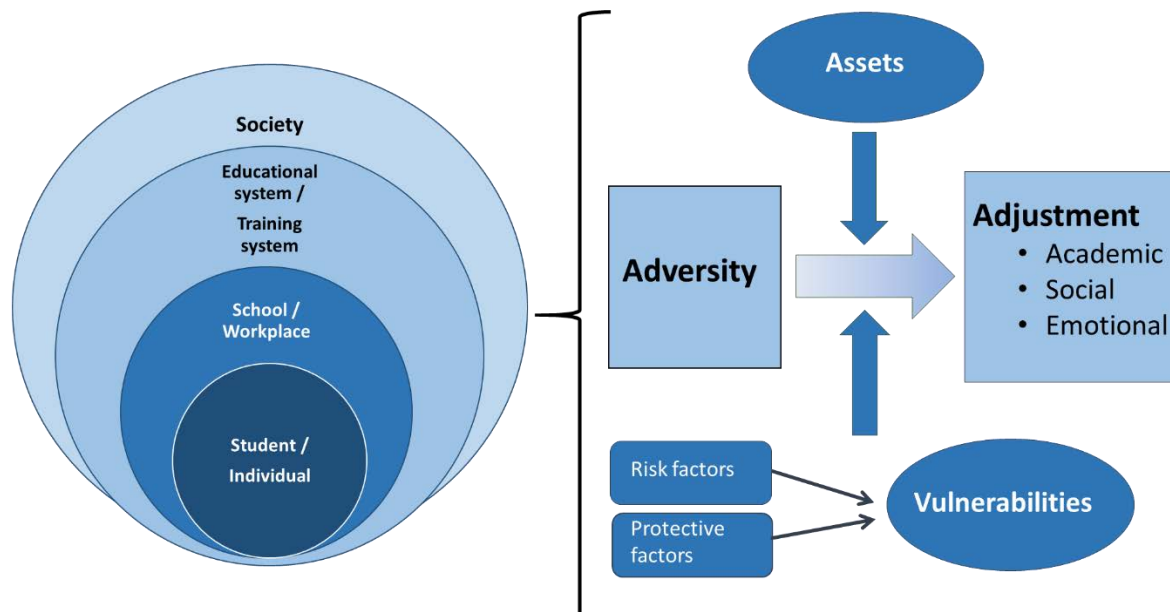 Society
Educational
system /
Training
system
School /
Workplace
Student /
Individual
Assets
Adversity
Adjustment
• Academic
• Social
• Emotional
Risk factors
Protective
factors
Vulnerabilities